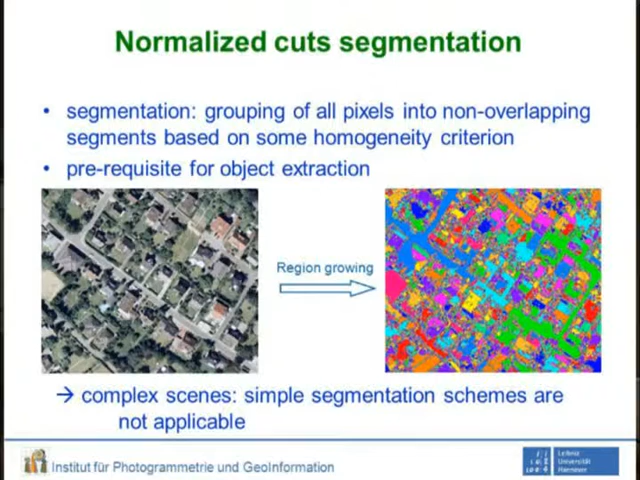 Normalized cuts segmentation
• segmentation: grouping of all pixels into non-overlapping
segments based on some homogeneity criterion
• pre-requisite for object extraction
Region growing
→ complex scenes: simple segmentation schemes are
not applicable
Institut für Photogrammetrie und GeoInformation
Leibniz
Universität
Hannover